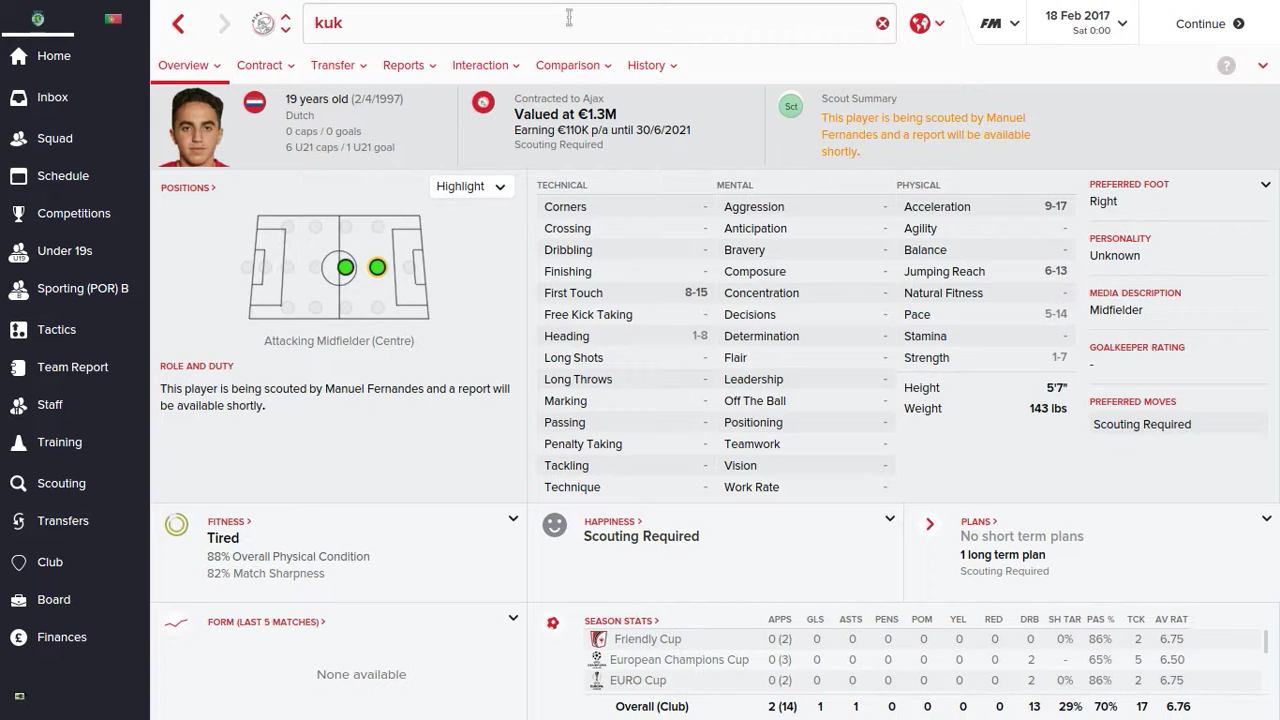 kuk
FM
18 Feb 2017
Sat 0:00
Continue
Home
Inbox
Squad
Schedule
Competitions
Under 19s
Sporting (POR) B
Tactics
Team Report
Staff
Training
Scouting
Transfers
Club
Board
Finances
Overview Contract Transfer Reports Interaction Comparison History ?
19 years old (2/4/1997)
Dutch
0 caps / 0 goals
6 U21 caps / 1 U21 goal
Contracted to Ajax
Valued at €1.3M
Earning €110K p/a until 30/6/2021
Scouting Required
Sct
Scout Summary
This player is being scouted by Manuel
Fernandes and a report will be available
shortly.
POSITIONS >
Highlight
Attacking Midfielder (Centre)
ROLE AND DUTY
This player is being scouted by Manuel Fernandes and a report will
be available shortly.
TECHNICAL
Corners -
Crossing -
Dribbling -
Finishing -
First Touch 8-15
Free Kick Taking -
Heading 1-8
Long Shots -
Long Throws -
Marking -
Passing -
Penalty Taking -
Tackling -
Technique -
MENTAL
Aggression -
Anticipation -
Bravery -
Composure -
Concentration -
Decisions -
Determination -
Flair -
Leadership -
Off The Ball -
Positioning -
Teamwork -
Vision -
Work Rate -
PHYSICAL
Acceleration 9-17
Agility -
Balance -
Jumping Reach 6-13
Natural Fitness -
Pace 5-14
Stamina -
Strength 1-7
Height 5'7"
Weight 143 lbs
PREFERRED FOOT
Right
PERSONALITY
Unknown
MEDIA DESCRIPTION
Midfielder
GOALKEEPER RATING
-
PREFERRED MOVES
Scouting Required
FITNESS >
Tired
88% Overall Physical Condition
82% Match Sharpness
HAPPINESS >
Scouting Required
PLANS >
No short term plans
1 long term plan
Scouting Required
FORM (LAST 5 MATCHES) >
None available
SEASON STATS > APPS GLS ASTS PENS POM YEL RED DRB SH TAR PAS % TCK AV RAT
Friendly Cup 0 (2) 0 0 0 0 0 0 0 0% 86% 2 6.75
European Champions Cup 0 (3) 0 0 0 0 0 0 2 - 65% 5 6.50
EURO Cup 0 (2) 0 0 0 0 0 0 2 0% 86% 2 6.75
Overall (Club) 2 (14) 1 1 0 0 0 0 13 29% 70% 17 6.76